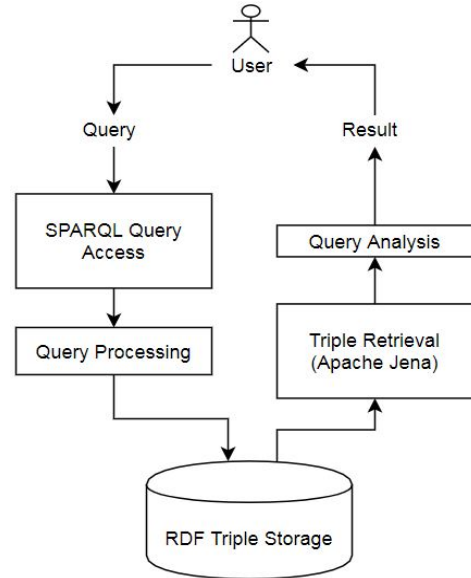 User
Query
Result
SPARQL Query
Access
Query Analysis
Query Processing
Triple Retrieval
(Apache Jena)
RDF Triple Storage